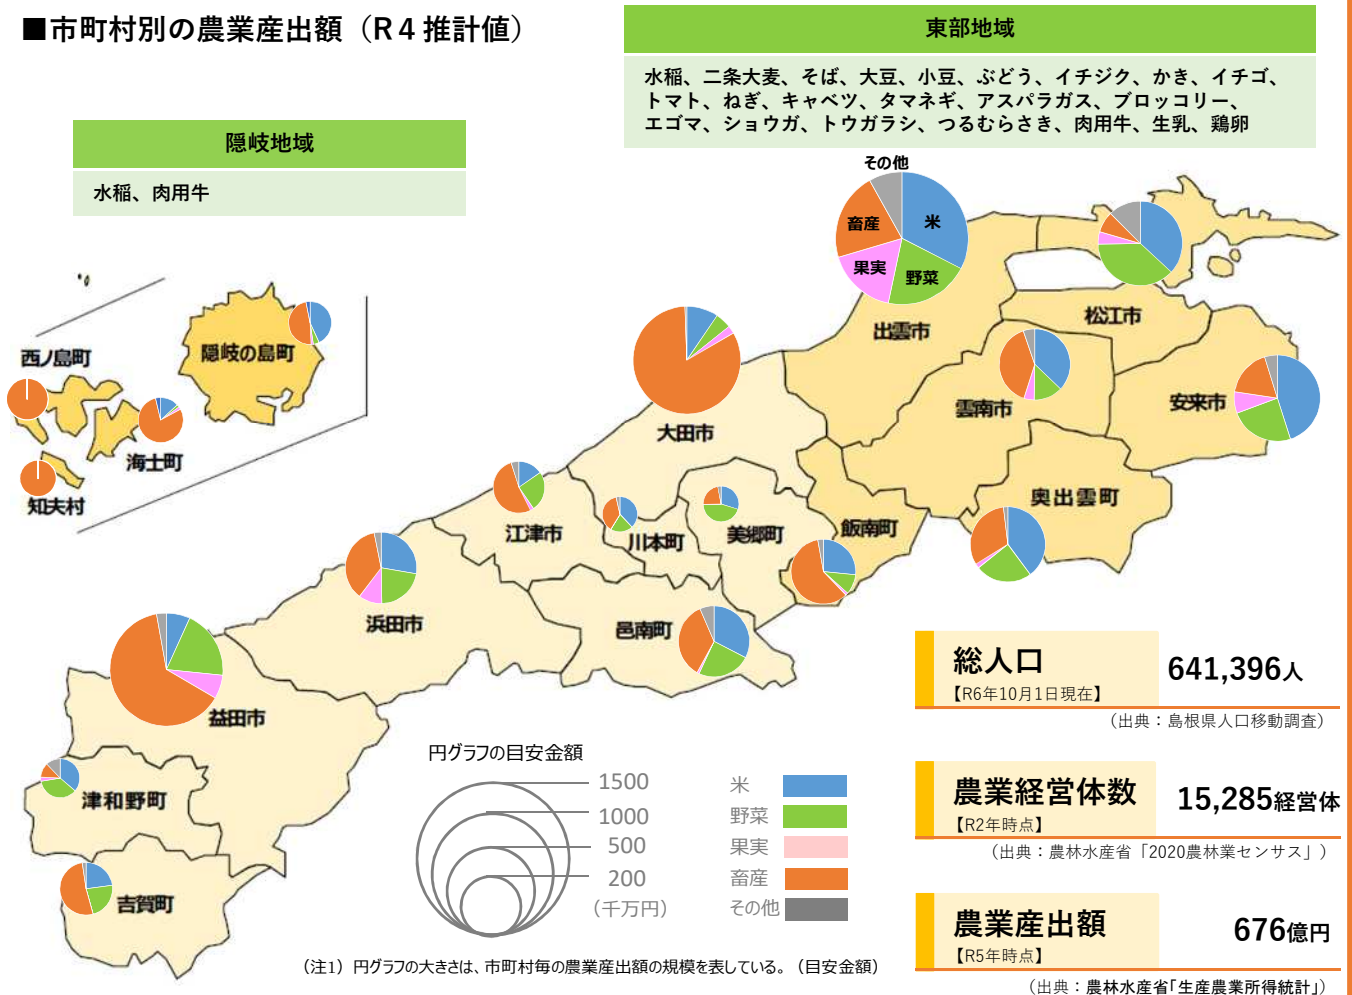 ■市町村別の農業産出額（R４推計値）
東部地域
水稲、二条大麦、そば、大豆、小豆、ぶどう、イチジク、かき、イチゴ、
トマト、ねぎ、キャベツ、タマネギ、アスパラガス、ブロッコリー、
エゴマ、ショウガ、トウガラシ、つるむらさき、肉用牛、生乳、鶏卵
隠岐地域
水稲、肉用牛
その他
畜産
米
果実
野菜
出雲市
松江市
隠岐の島町
西ノ島町
海士町
知夫村
雲南市
安来市
大田市
奥出雲町
江津市
川本町
美郷町
飯南町
浜田市
邑南町
益田市
津和野町
吉賀町
円グラフの目安金額
1500
1000
500
200
（千万円）
米
野菜
果実
畜産
その他
（注1）円グラフの大きさは、市町村毎の農業産出額の規模を表している。（目安金額）
総人口
【R6年10月1日現在】
641,396人
（出典：島根県人口移動調査）
農業経営体数
【R2年時点】
15,285経営体
（出典：農林水産省「2020農林業センサス」）
農業産出額
【R5年時点】
676億円
（出典：農林水産省｢生産農業所得統計｣）